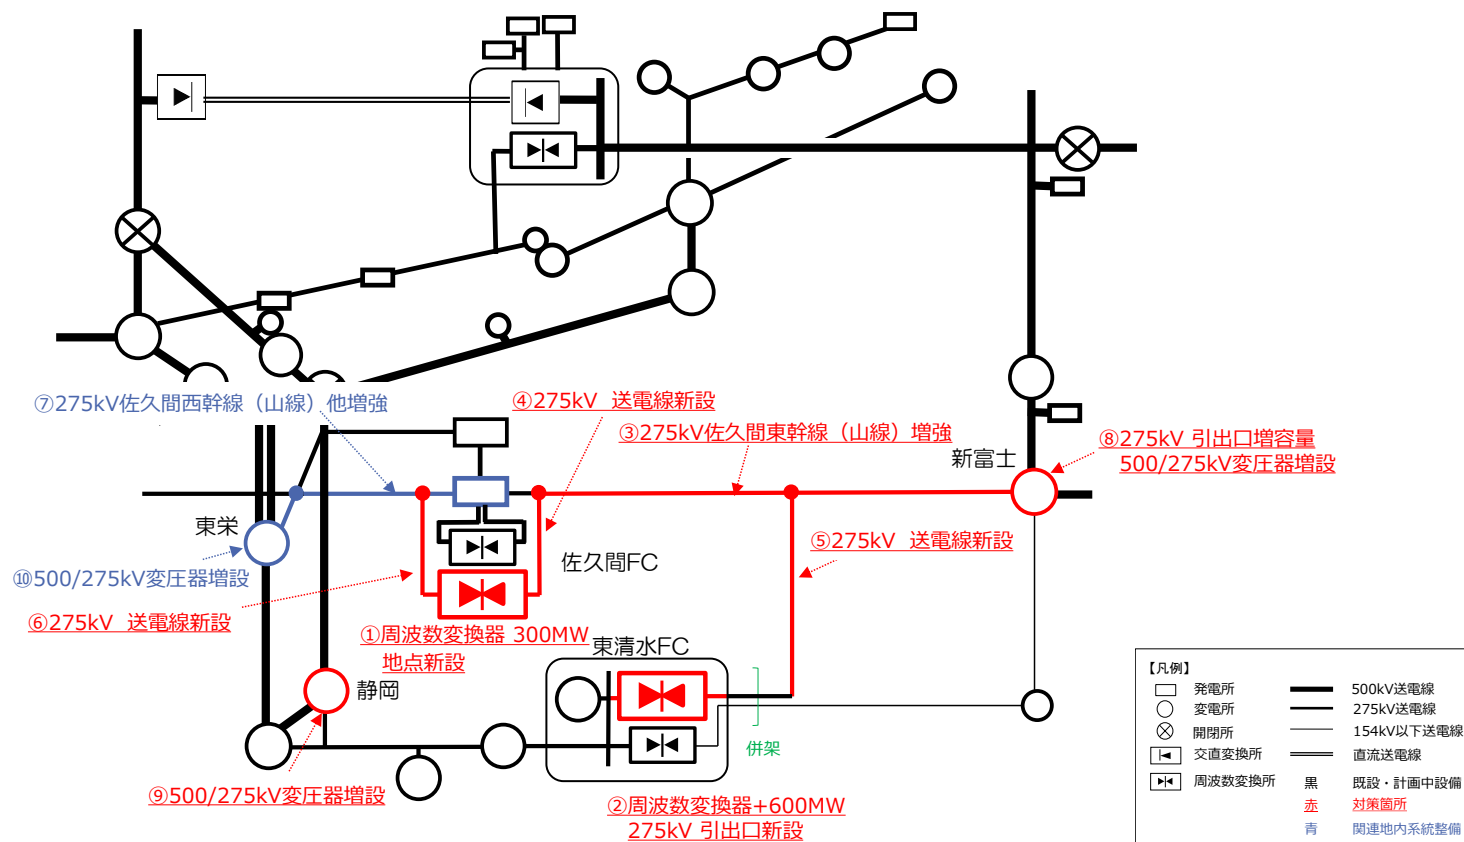 ⑦275kV佐久間西幹線（山線）他増強
④275kV 送電線新設
③275kV佐久間東幹線（山線）増強
⑧275kV 引出口増容量
500/275kV変圧器増設
新富士
東栄
⑤275kV 送電線新設
佐久間FC
⑩500/275kV変圧器増設
⑥275kV 送電線新設
①周波数変換器 300MW
地点新設
東清水FC
静岡
併架
⑨500/275kV変圧器増設
②周波数変換器+600MW
275kV 引出口新設
【凡例】
発電所 500kV送電線
変電所 275kV送電線
開閉所 154kV以下送電線
交直変換所 直流送電線
周波数変換所 黒 既設・計画中設備
赤 対策箇所
青 関連地内系統整備